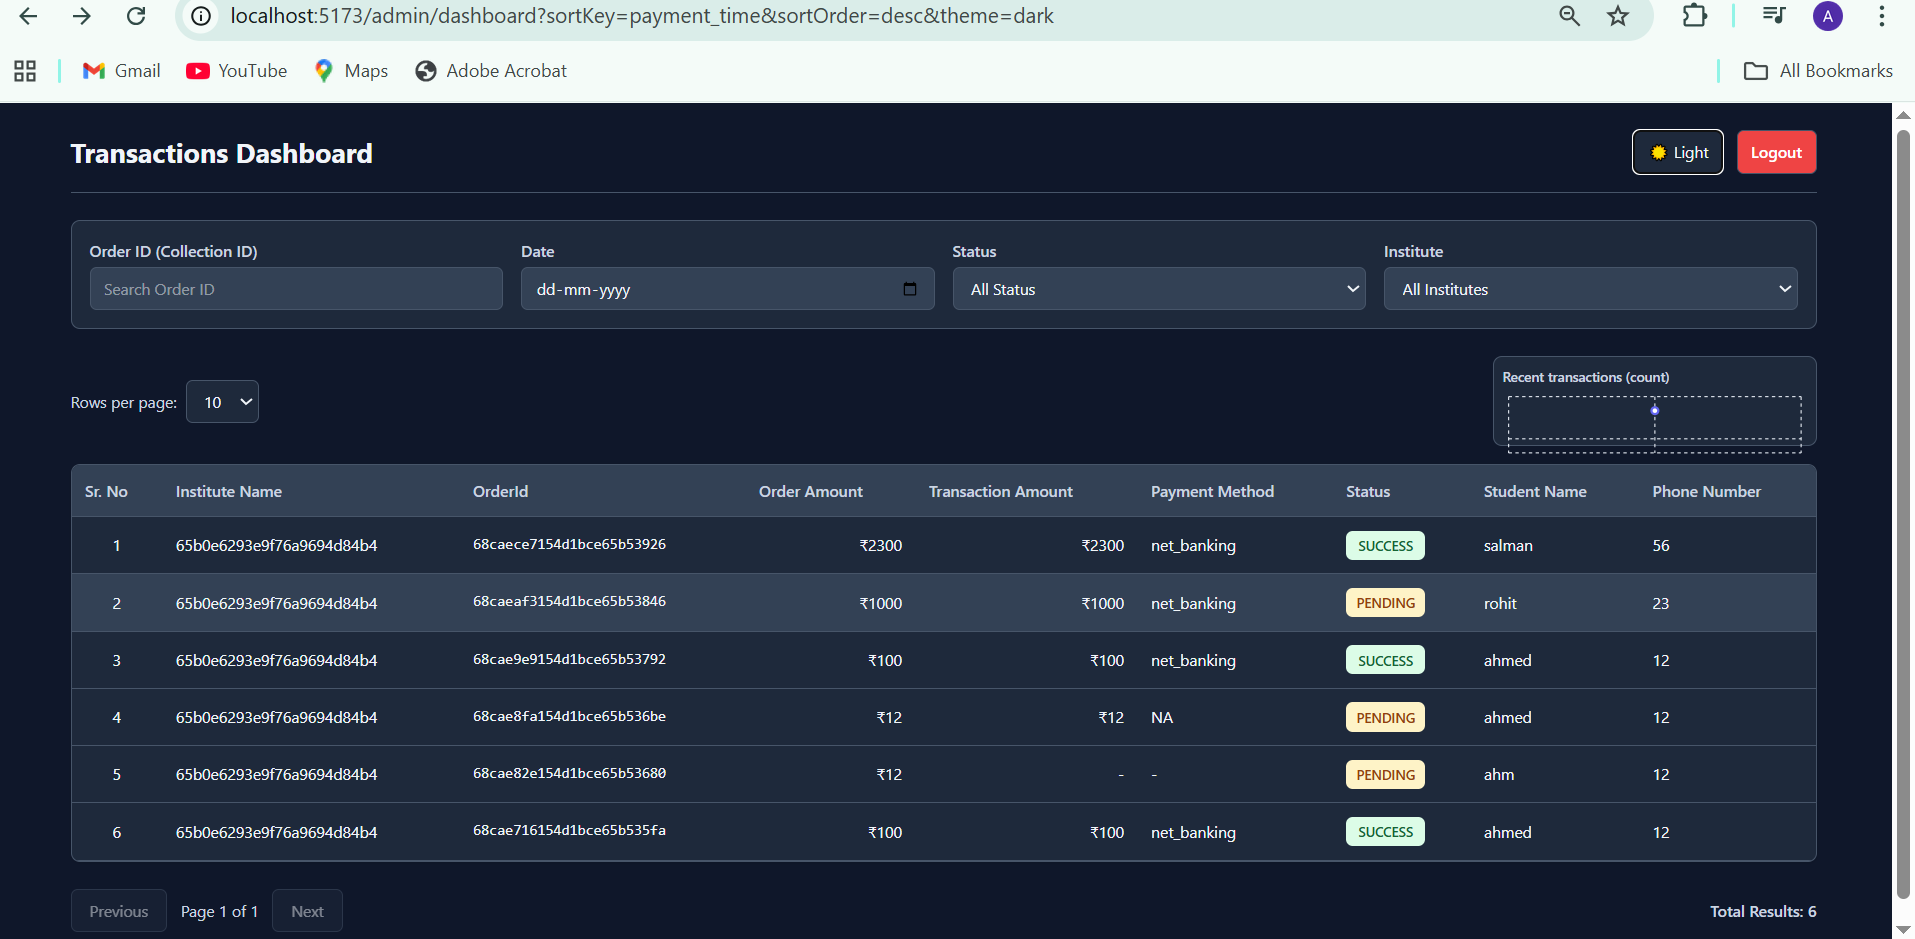 localhost:5173/admin/dashboard?sortKey=payment_time&sortOrder=desc&theme=dark
A
Gmail YouTube Maps Adobe Acrobat All Bookmarks
Transactions Dashboard Light Logout
Order ID (Collection ID) Date Status Institute
Search Order ID dd-mm-yyyy All Status All Institutes
Recent transactions (count)
Rows per page: 10
Sr. No Institute Name OrderId Order Amount Transaction Amount Payment Method Status Student Name Phone Number
1 65b0e6293e9f76a9694d84b4 68caece7154d1bce65b53926 ₹2300 ₹2300 net_banking SUCCESS salman 56
2 65b0e6293e9f76a9694d84b4 68caeaf3154d1bce65b53846 ₹1000 ₹1000 net_banking PENDING rohit 23
3 65b0e6293e9f76a9694d84b4 68cae9e9154d1bce65b53792 ₹100 ₹100 net_banking SUCCESS ahmed 12
4 65b0e6293e9f76a9694d84b4 68cae8fa154d1bce65b536be ₹12 ₹12 NA PENDING ahmed 12
5 65b0e6293e9f76a9694d84b4 68cae82e154d1bce65b53680 ₹12 - - PENDING ahm 12
6 65b0e6293e9f76a9694d84b4 68cae716154d1bce65b535fa ₹100 ₹100 net_banking SUCCESS ahmed 12
Previous Page 1 of 1 Next Total Results: 6